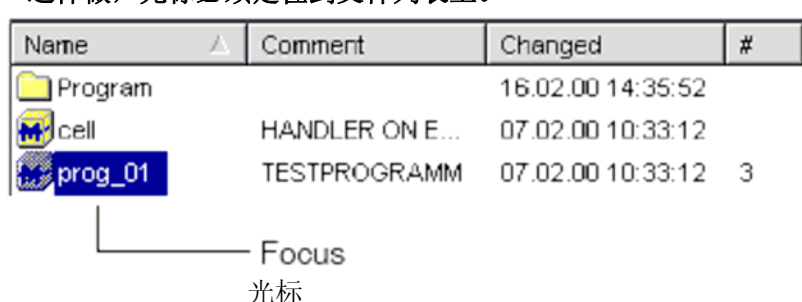 Name Comment Changed #
Program 16.02.00 14:35:52
cell HANDLER ON E... 07.02.00 10:33:12
prog_01 TESTPROGRAMM 07.02.00 10:33:12 3
Focus
光标